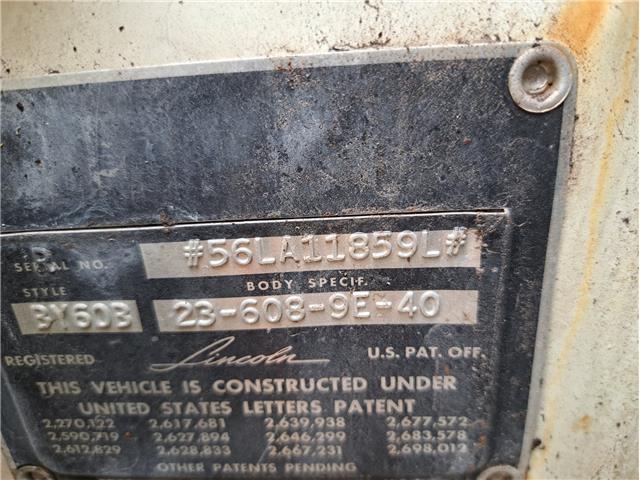 SERIAL NO. #56LA11859L#
STYLE BODY SPECIF.
BY60B 23-608-9E-40
REGISTERED Lincoln U.S. PAT. OFF.
THIS VEHICLE IS CONSTRUCTED UNDER
UNITED STATES LETTERS PATENT
2,270,122 2,617,681 2,639,938 2,677,572
2,590,719 2,627,894 2,646,299 2,683,578
2,612,829 2,628,833 2,667,231 2,698,012
OTHER PATENTS PENDING